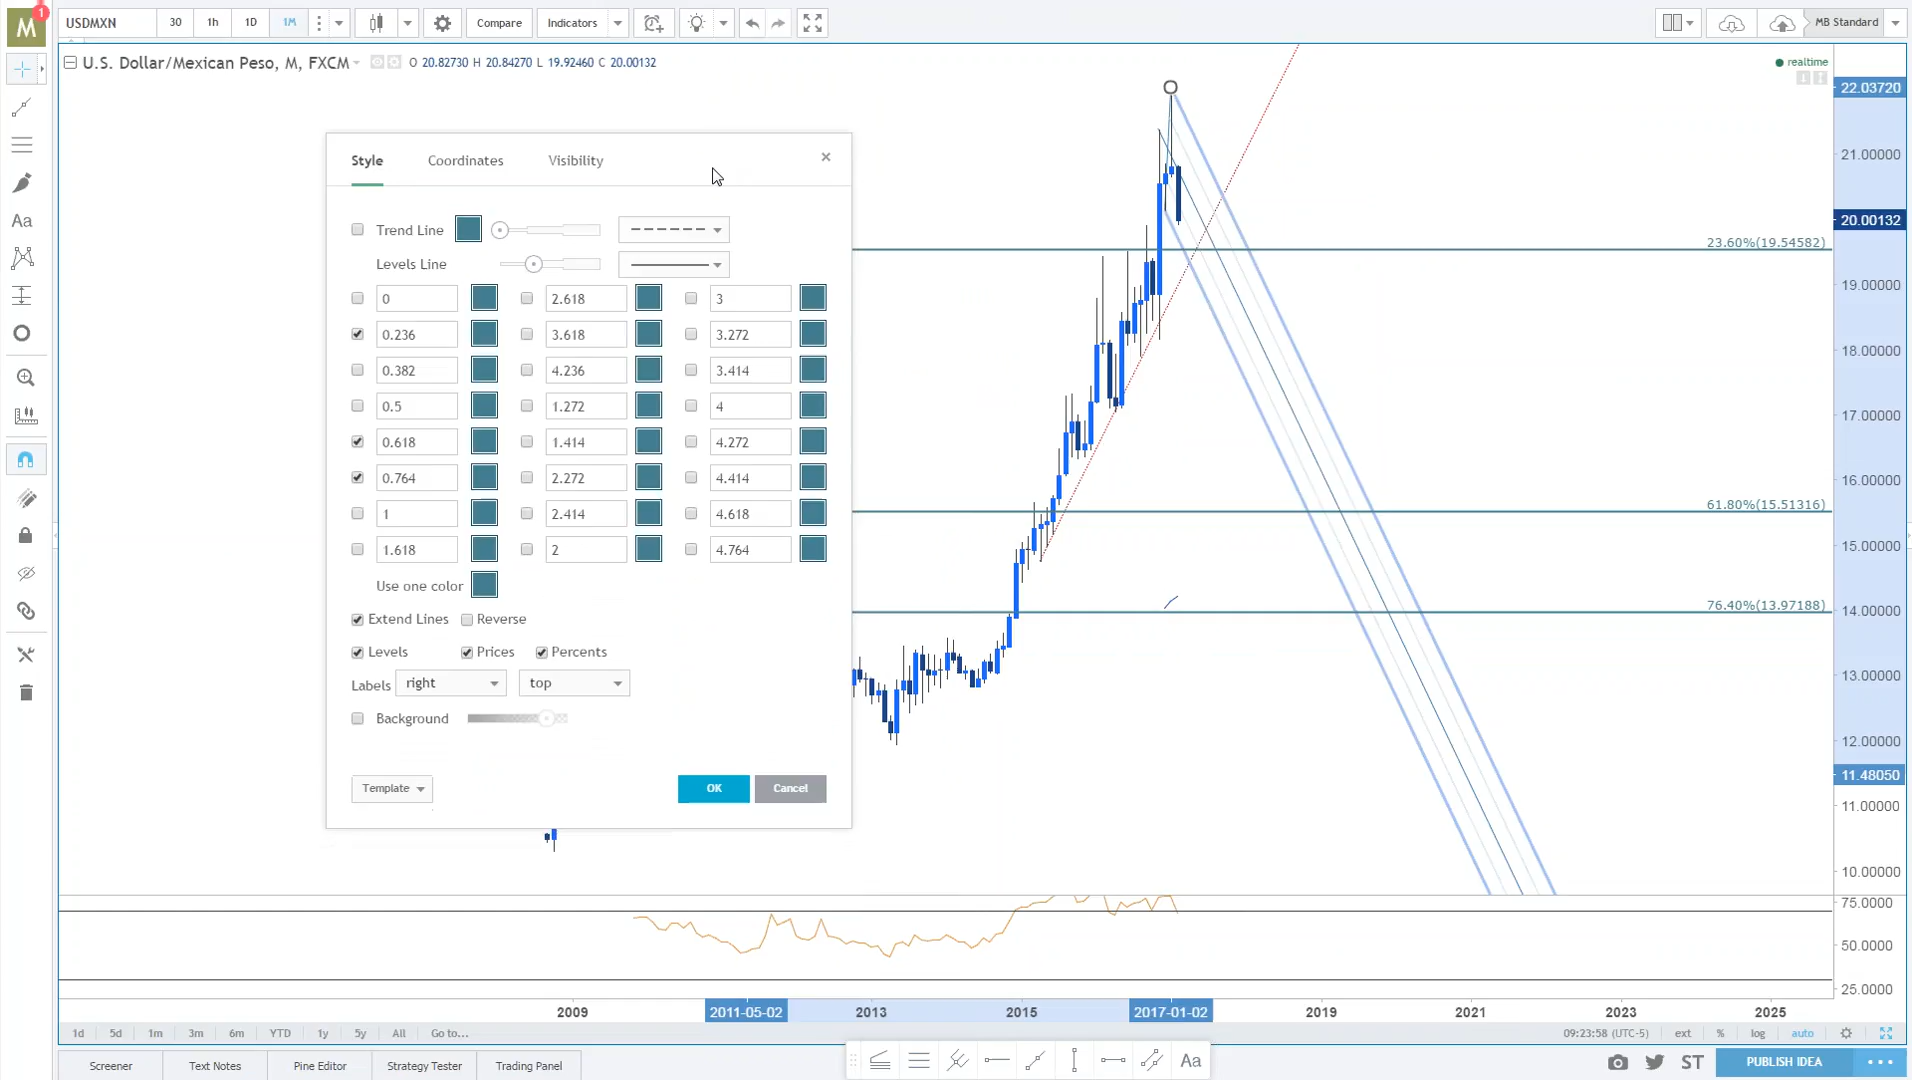 M
1
USDMXN 30 1h 1D 1M Compare Indicators MB Standard
U.S. Dollar/Mexican Peso, M, FXCM O 20.82730 H 20.84270 L 19.92460 C 20.00132
realtime
Style Coordinates Visibility ×
Trend Line
Levels Line
0 2.618 3
0.236 3.618 3.272
0.382 4.236 3.414
0.5 1.272 4
0.618 1.414 4.272
0.764 2.272 4.414
1 2.414 4.618
1.618 2 4.764
Use one color
Extend Lines Reverse
Levels Prices Percents
Labels right top
Background
Template OK Cancel
Aa
23.60%(19.54582)
61.80%(15.51316)
76.40%(13.97188)
22.03720
21.00000
20.00132
19.00000
18.00000
17.00000
16.00000
15.00000
14.00000
13.00000
12.00000
11.48050
11.00000
10.00000
75.0000
50.0000
25.0000
2009 2011-05-02 2013 2015 2017-01-02 2019 2021 2023 2025
1d 5d 1m 3m 6m YTD 1y 5y All Go to... 09:23:58 (UTC-5) ext % log auto
Screener Text Notes Pine Editor Strategy Tester Trading Panel Aa ST PUBLISH IDEA